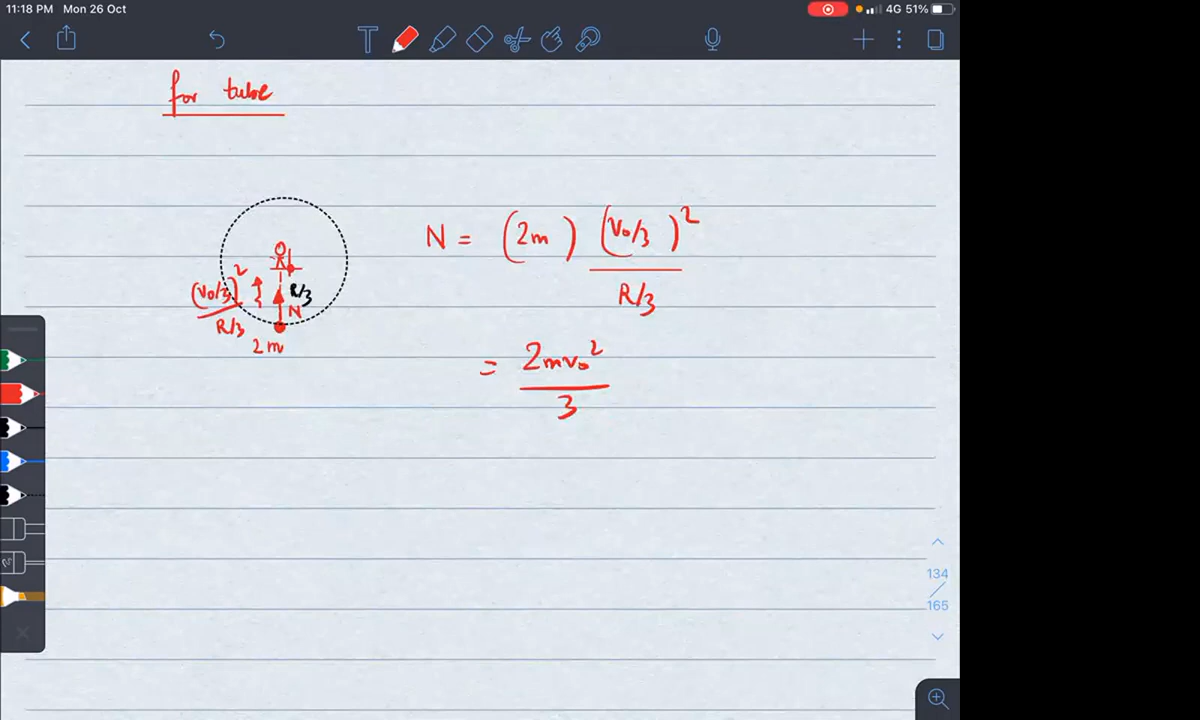 11:18 PM Mon 26 Oct 4G 51%
T
for tube
N = (2m) (v₀/3)²
R/3
(v₀/3)²
R/3
R/3
N
2m
= 2mv₀²
3
134
/
165